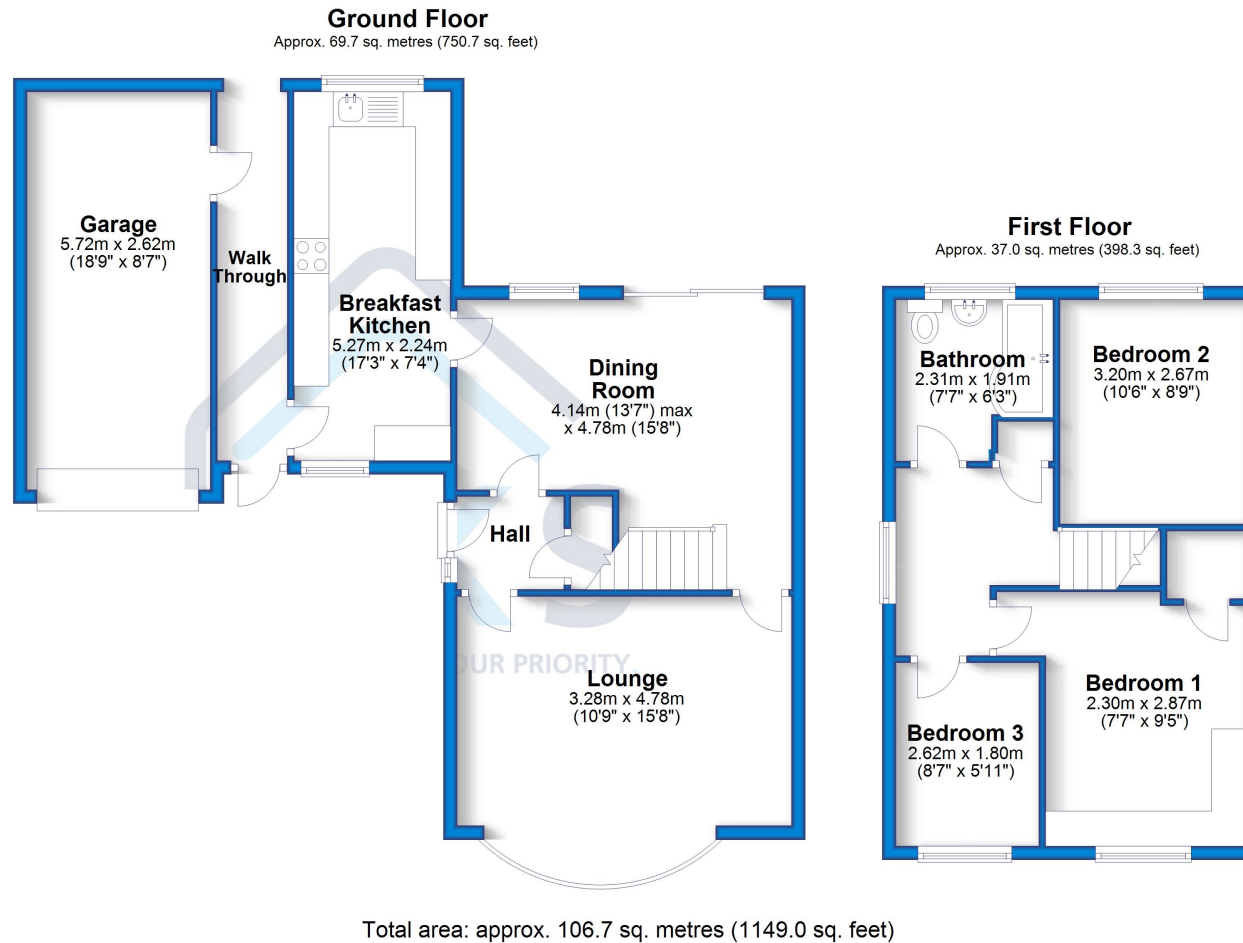 Ground Floor
Approx. 69.7 sq. metres (750.7 sq. feet)
Garage
5.72m x 2.62m
(18'9" x 8'7")
Walk
Through
Breakfast
Kitchen
5.27m x 2.24m
(17'3" x 7'4")
Dining
Room
4.14m (13'7") max
x 4.78m (15'8")
Hall
Lounge
3.28m x 4.78m
(10'9" x 15'8")
First Floor
Approx. 37.0 sq. metres (398.3 sq. feet)
Bathroom
2.31m x 1.91m
(7'7" x 6'3")
Bedroom 2
3.20m x 2.67m
(10'6" x 8'9")
Bedroom 1
2.30m x 2.87m
(7'7" x 9'5")
Bedroom 3
2.62m x 1.80m
(8'7" x 5'11")
OUR PRIORITY.
Total area: approx. 106.7 sq. metres (1149.0 sq. feet)